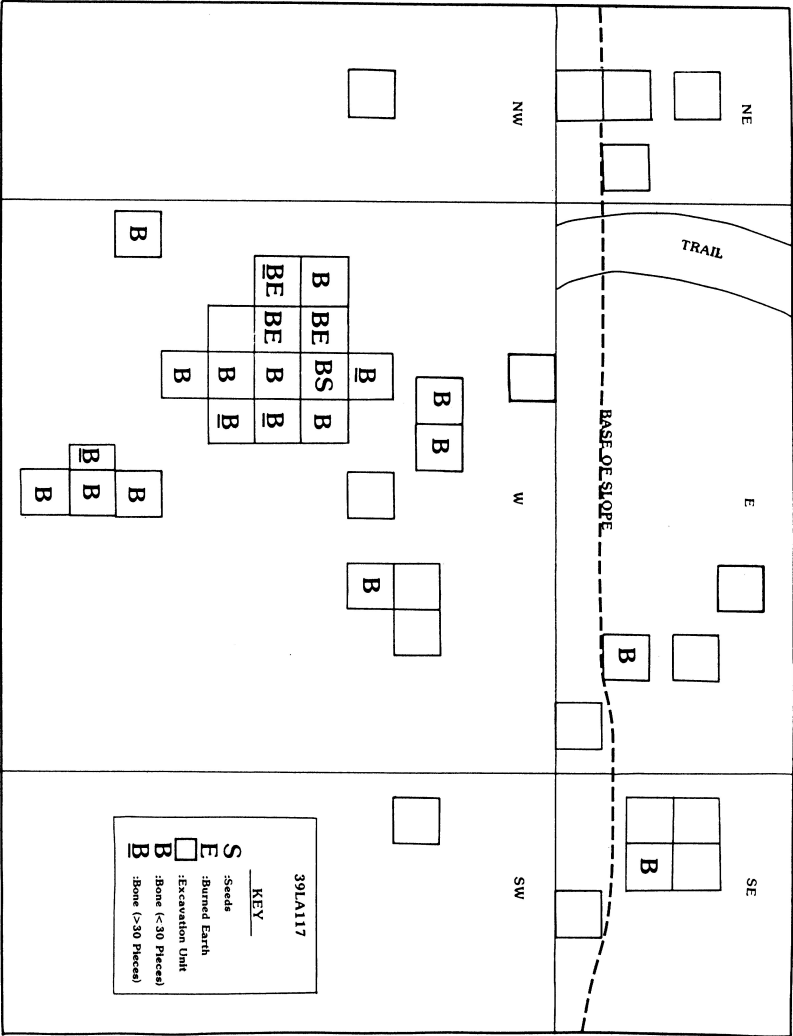 NE
E
SE
TRAIL
B
B
BASE OF SLOPE
NW
W
SW
B B
B
B
B BE BS B
BE BE B B
B B
B
B
B
B B
B
39LA117
KEY
S :Seeds
E :Burned Earth
:Excavation Unit
B :Bone (<30 Pieces)
B :Bone (>30 Pieces)